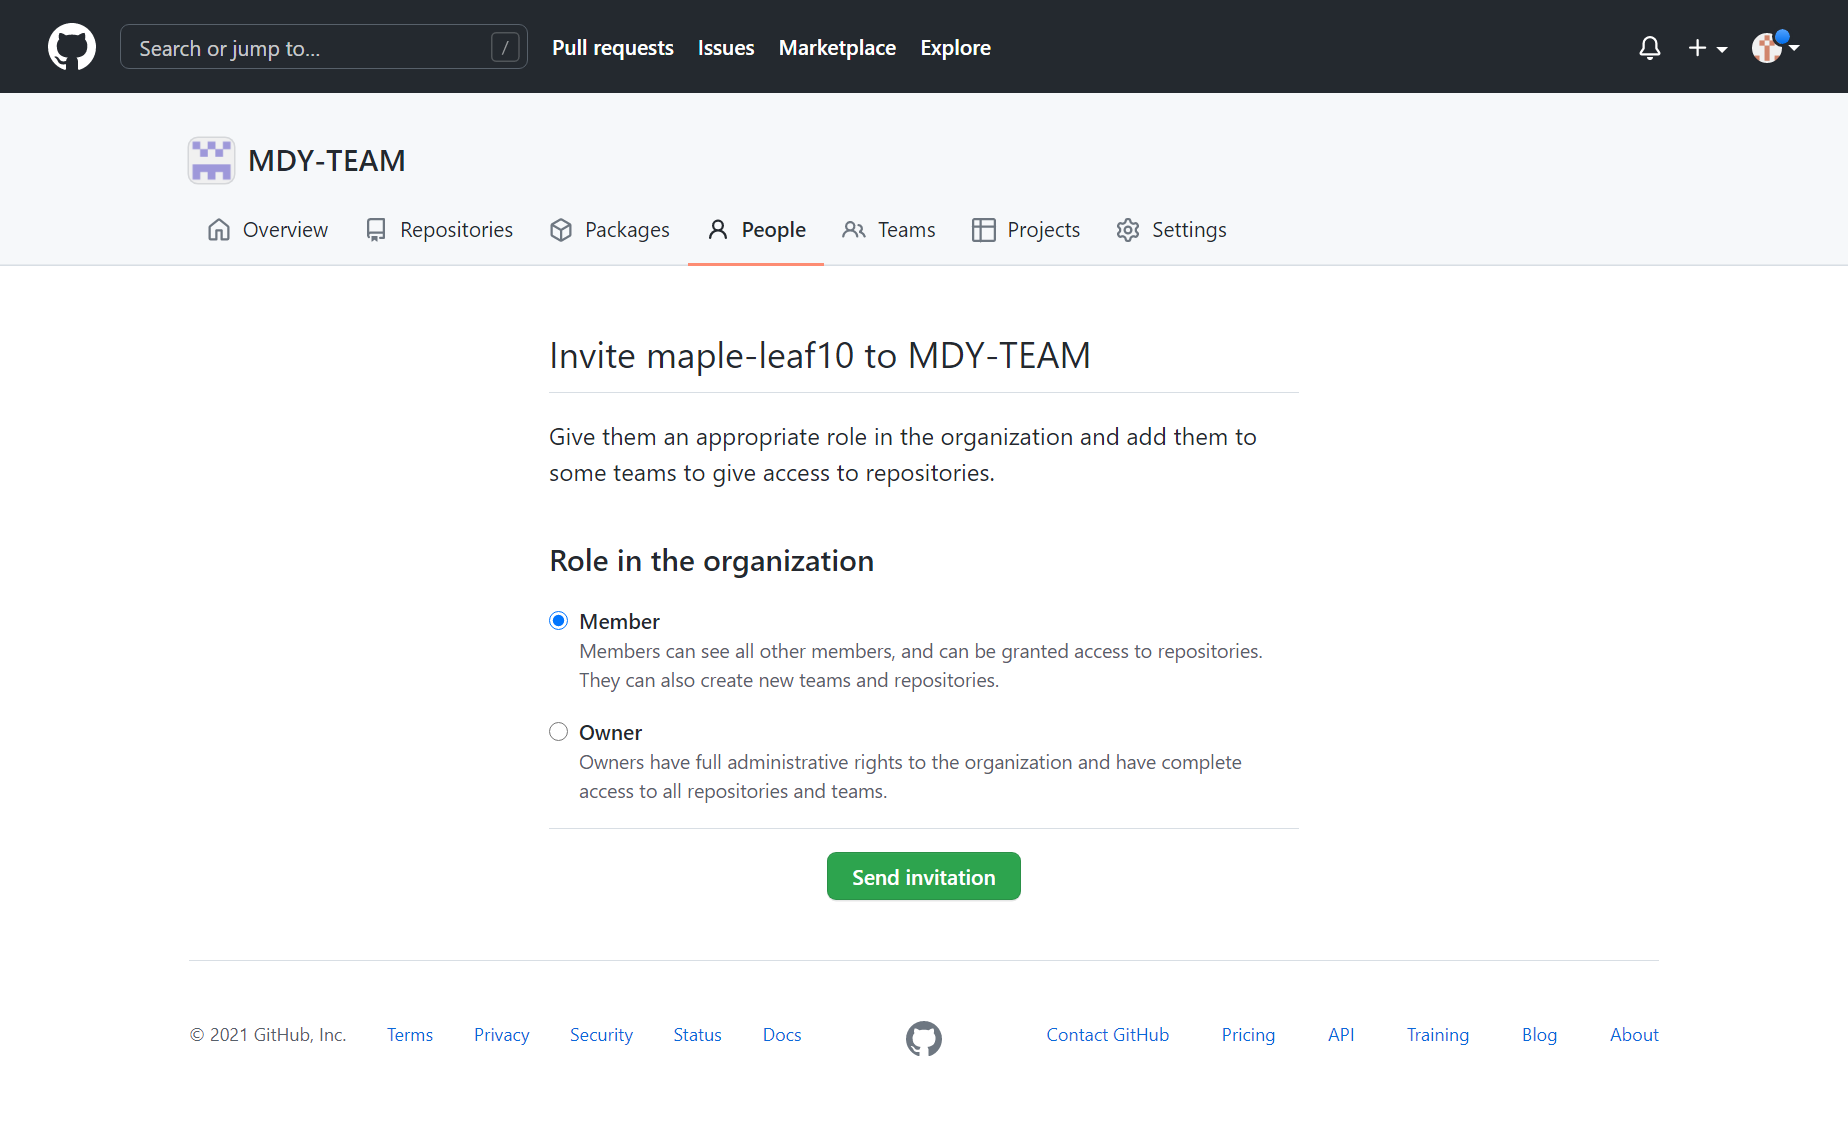 Search or jump to...
/
Pull requests
Issues
Marketplace
Explore
MDY-TEAM
Overview
Repositories
Packages
People
Teams
Projects
Settings
Invite maple-leaf10 to MDY-TEAM
Give them an appropriate role in the organization and add them to
some teams to give access to repositories.
Role in the organization
Member
Members can see all other members, and can be granted access to repositories.
They can also create new teams and repositories.
Owner
Owners have full administrative rights to the organization and have complete
access to all repositories and teams.
Send invitation
© 2021 GitHub, Inc.
Terms
Privacy
Security
Status
Docs
Contact GitHub
Pricing
API
Training
Blog
About